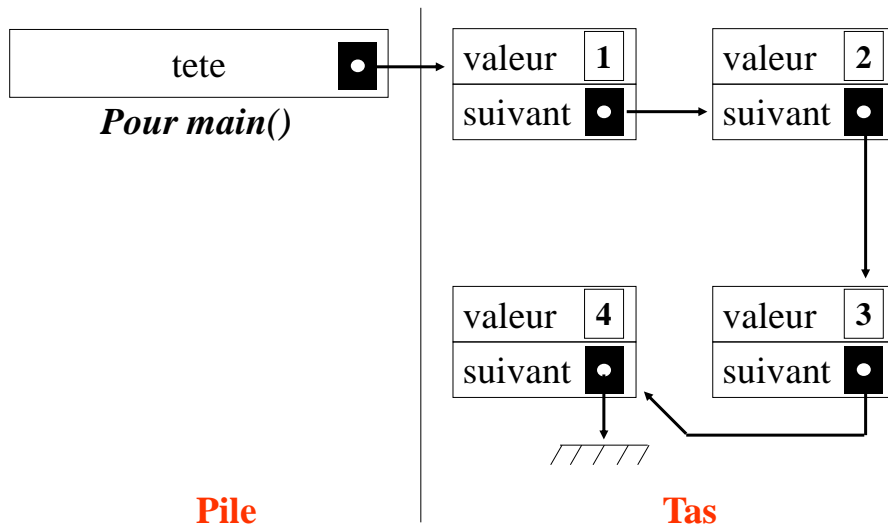 tete
Pour main()
valeur 1
suivant
valeur 2
suivant
valeur 4
suivant
valeur 3
suivant
Pile
Tas